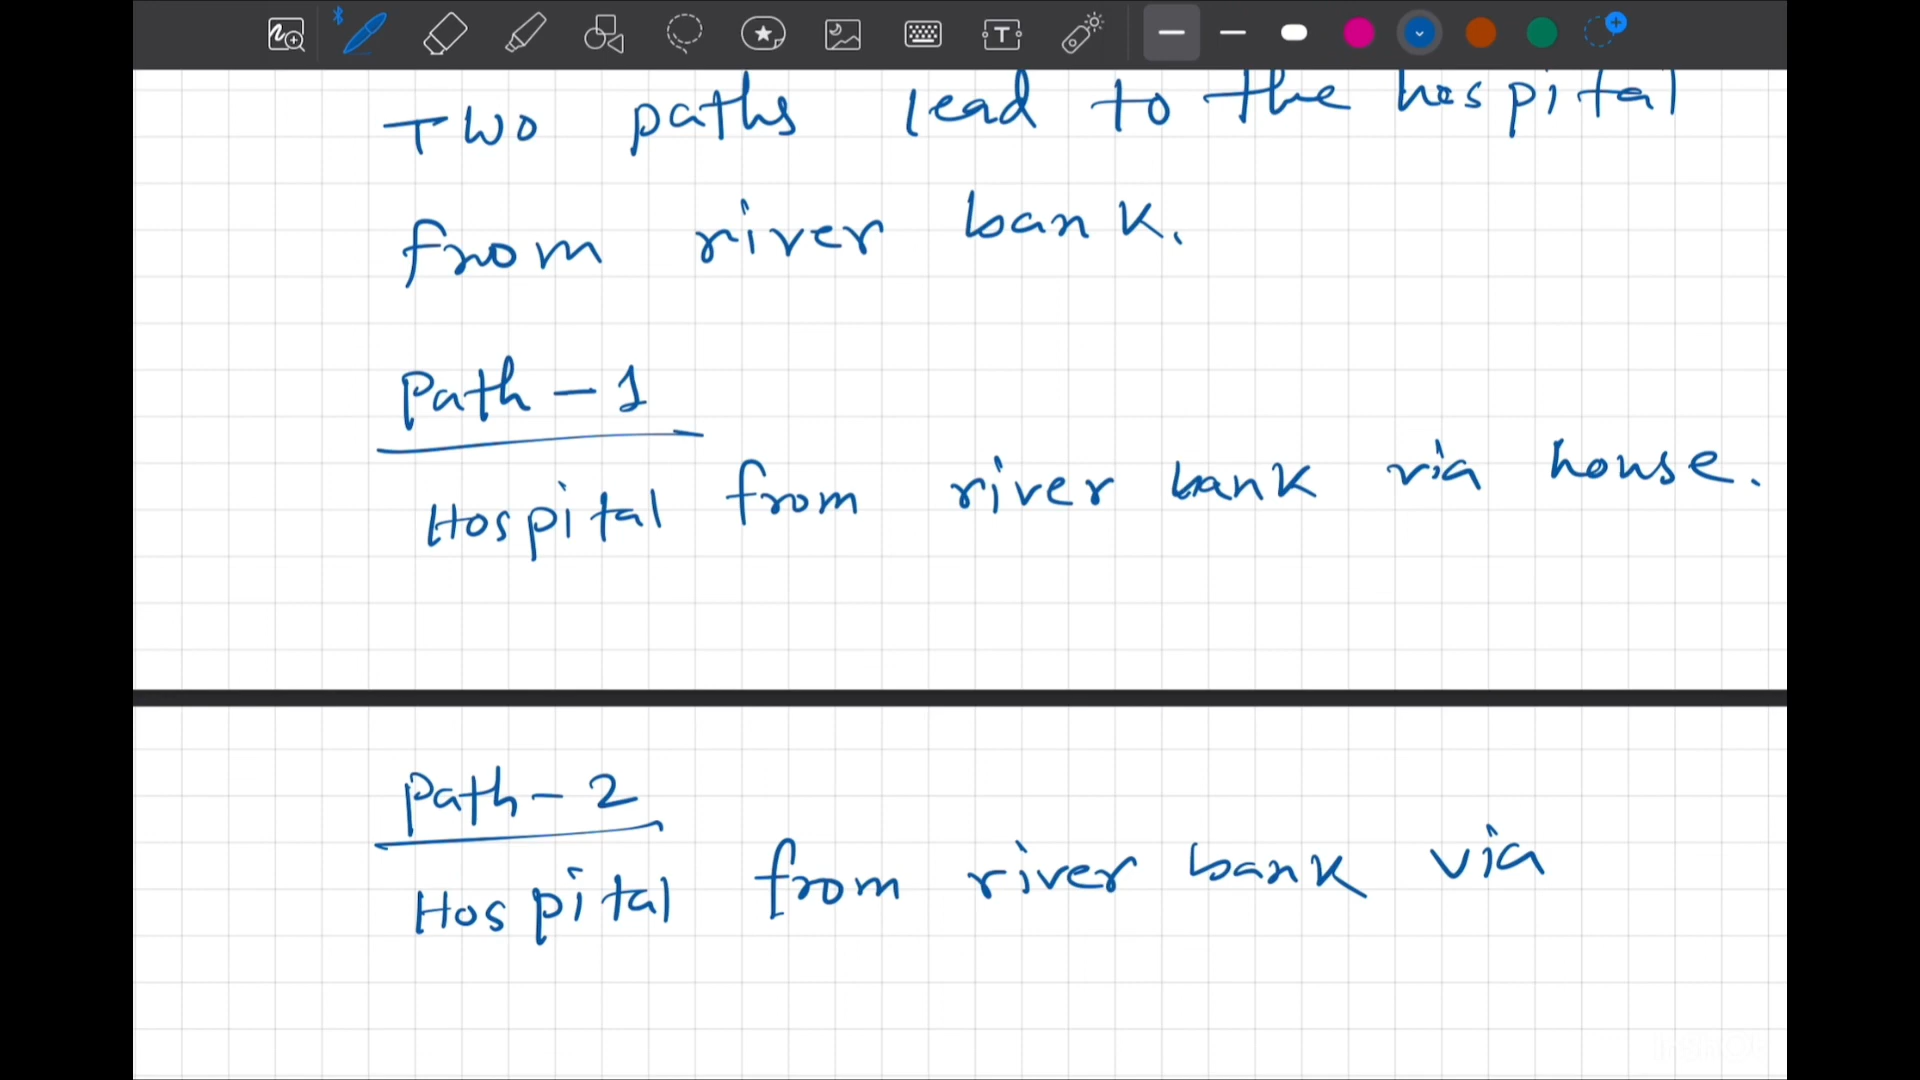 Two paths lead to the hospital
from river bank.
Path - 1
Hospital from river bank via house.
Path - 2
Hospital from river bank via